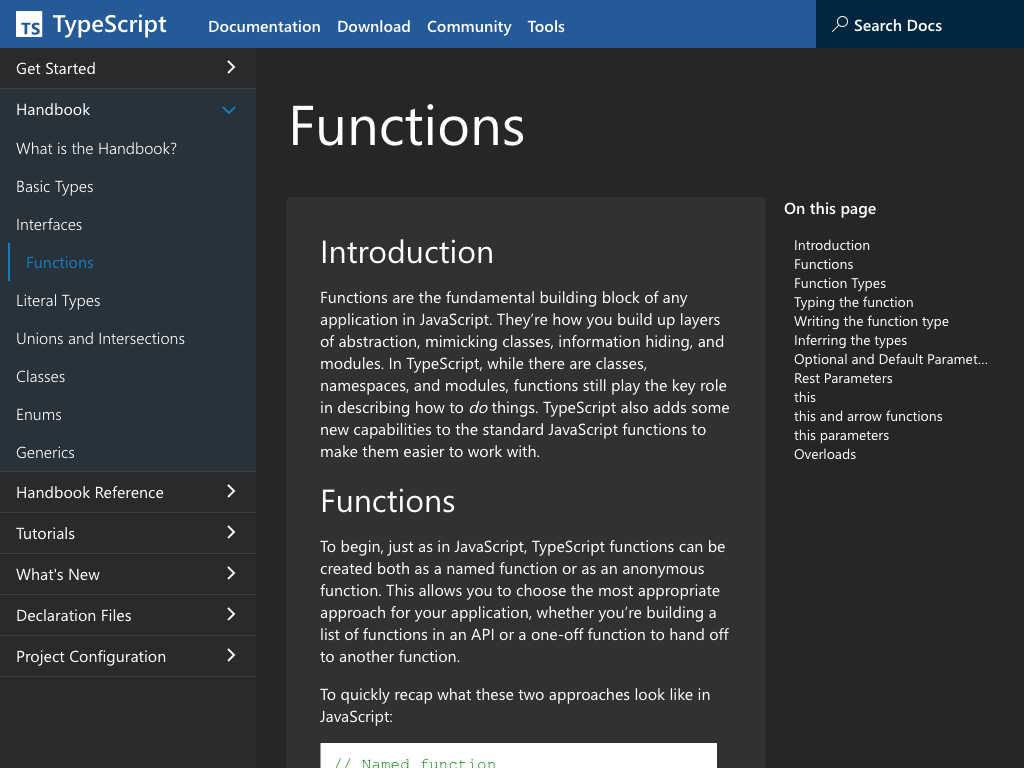 TS TypeScript
Documentation Download Community Tools
Search Docs
Get Started
Handbook
What is the Handbook?
Basic Types
Interfaces
Functions
Literal Types
Unions and Intersections
Classes
Enums
Generics
Handbook Reference
Tutorials
What's New
Declaration Files
Project Configuration
Functions
Introduction
Functions are the fundamental building block of any
application in JavaScript. They’re how you build up layers
of abstraction, mimicking classes, information hiding, and
modules. In TypeScript, while there are classes,
namespaces, and modules, functions still play the key role
in describing how to do things. TypeScript also adds some
new capabilities to the standard JavaScript functions to
make them easier to work with.
Functions
To begin, just as in JavaScript, TypeScript functions can be
created both as a named function or as an anonymous
function. This allows you to choose the most appropriate
approach for your application, whether you’re building a
list of functions in an API or a one-off function to hand off
to another function.
To quickly recap what these two approaches look like in
JavaScript:
// Named function
On this page
Introduction
Functions
Function Types
Typing the function
Writing the function type
Inferring the types
Optional and Default Paramet...
Rest Parameters
this
this and arrow functions
this parameters
Overloads